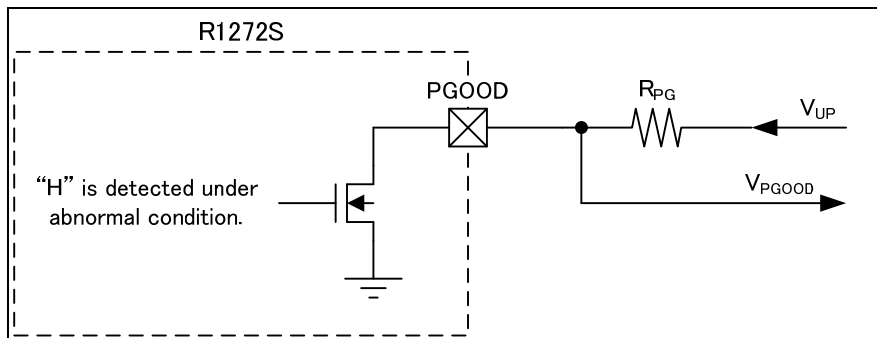 R1272S
PGOOD
RPG
VUP
VPGOOD
“H” is detected under
abnormal condition.